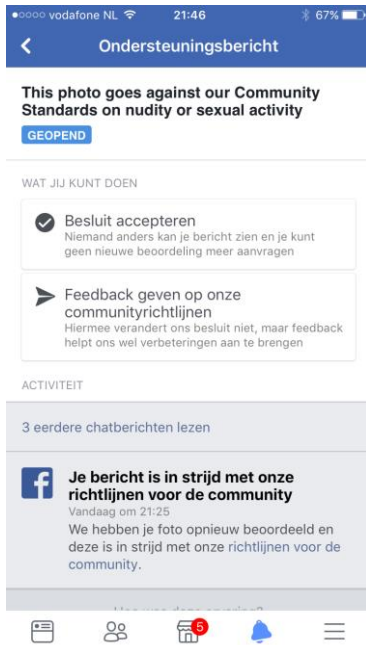 vodafone NL 21:46 67%
Ondersteuningsbericht
This photo goes against our Community
Standards on nudity or sexual activity
GEOPEND
WAT JIJ KUNT DOEN
Besluit accepteren
Niemand anders kan je bericht zien en je kunt
geen nieuwe beoordeling meer aanvragen
Feedback geven op onze
communityrichtlijnen
Hiermee verandert ons besluit niet, maar feedback
helpt ons wel verbeteringen aan te brengen
ACTIVITEIT
3 eerdere chatberichten lezen
f
Je bericht is in strijd met onze
richtlijnen voor de community
Vandaag om 21:25
We hebben je foto opnieuw beoordeeld en
deze is in strijd met onze richtlijnen voor de
community.
5